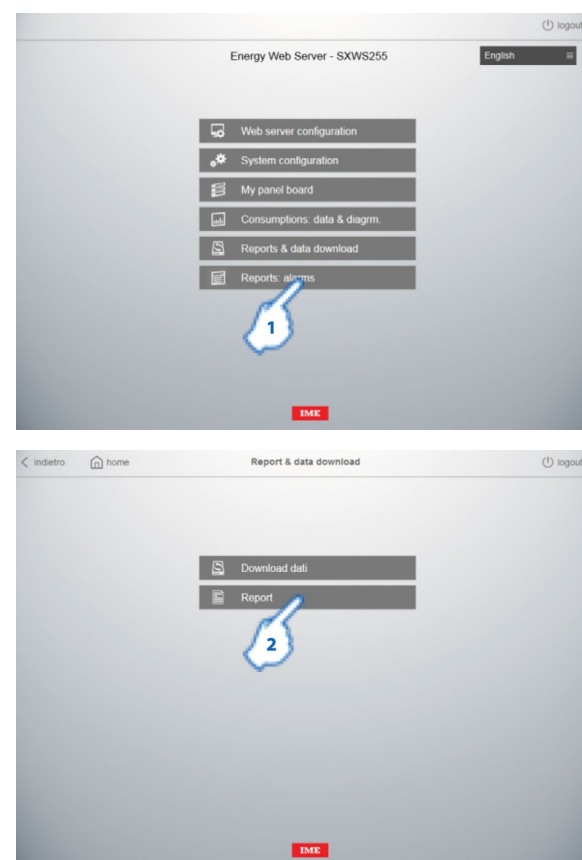 logout
Energy Web Server - SXWS255
English
Web server configuration
System configuration
My panel board
Consumptions: data & diagrm.
Reports & data download
Reports: alarms
1
IME
indietro
home
Report & data download
logout
Download dati
Report
2
IME